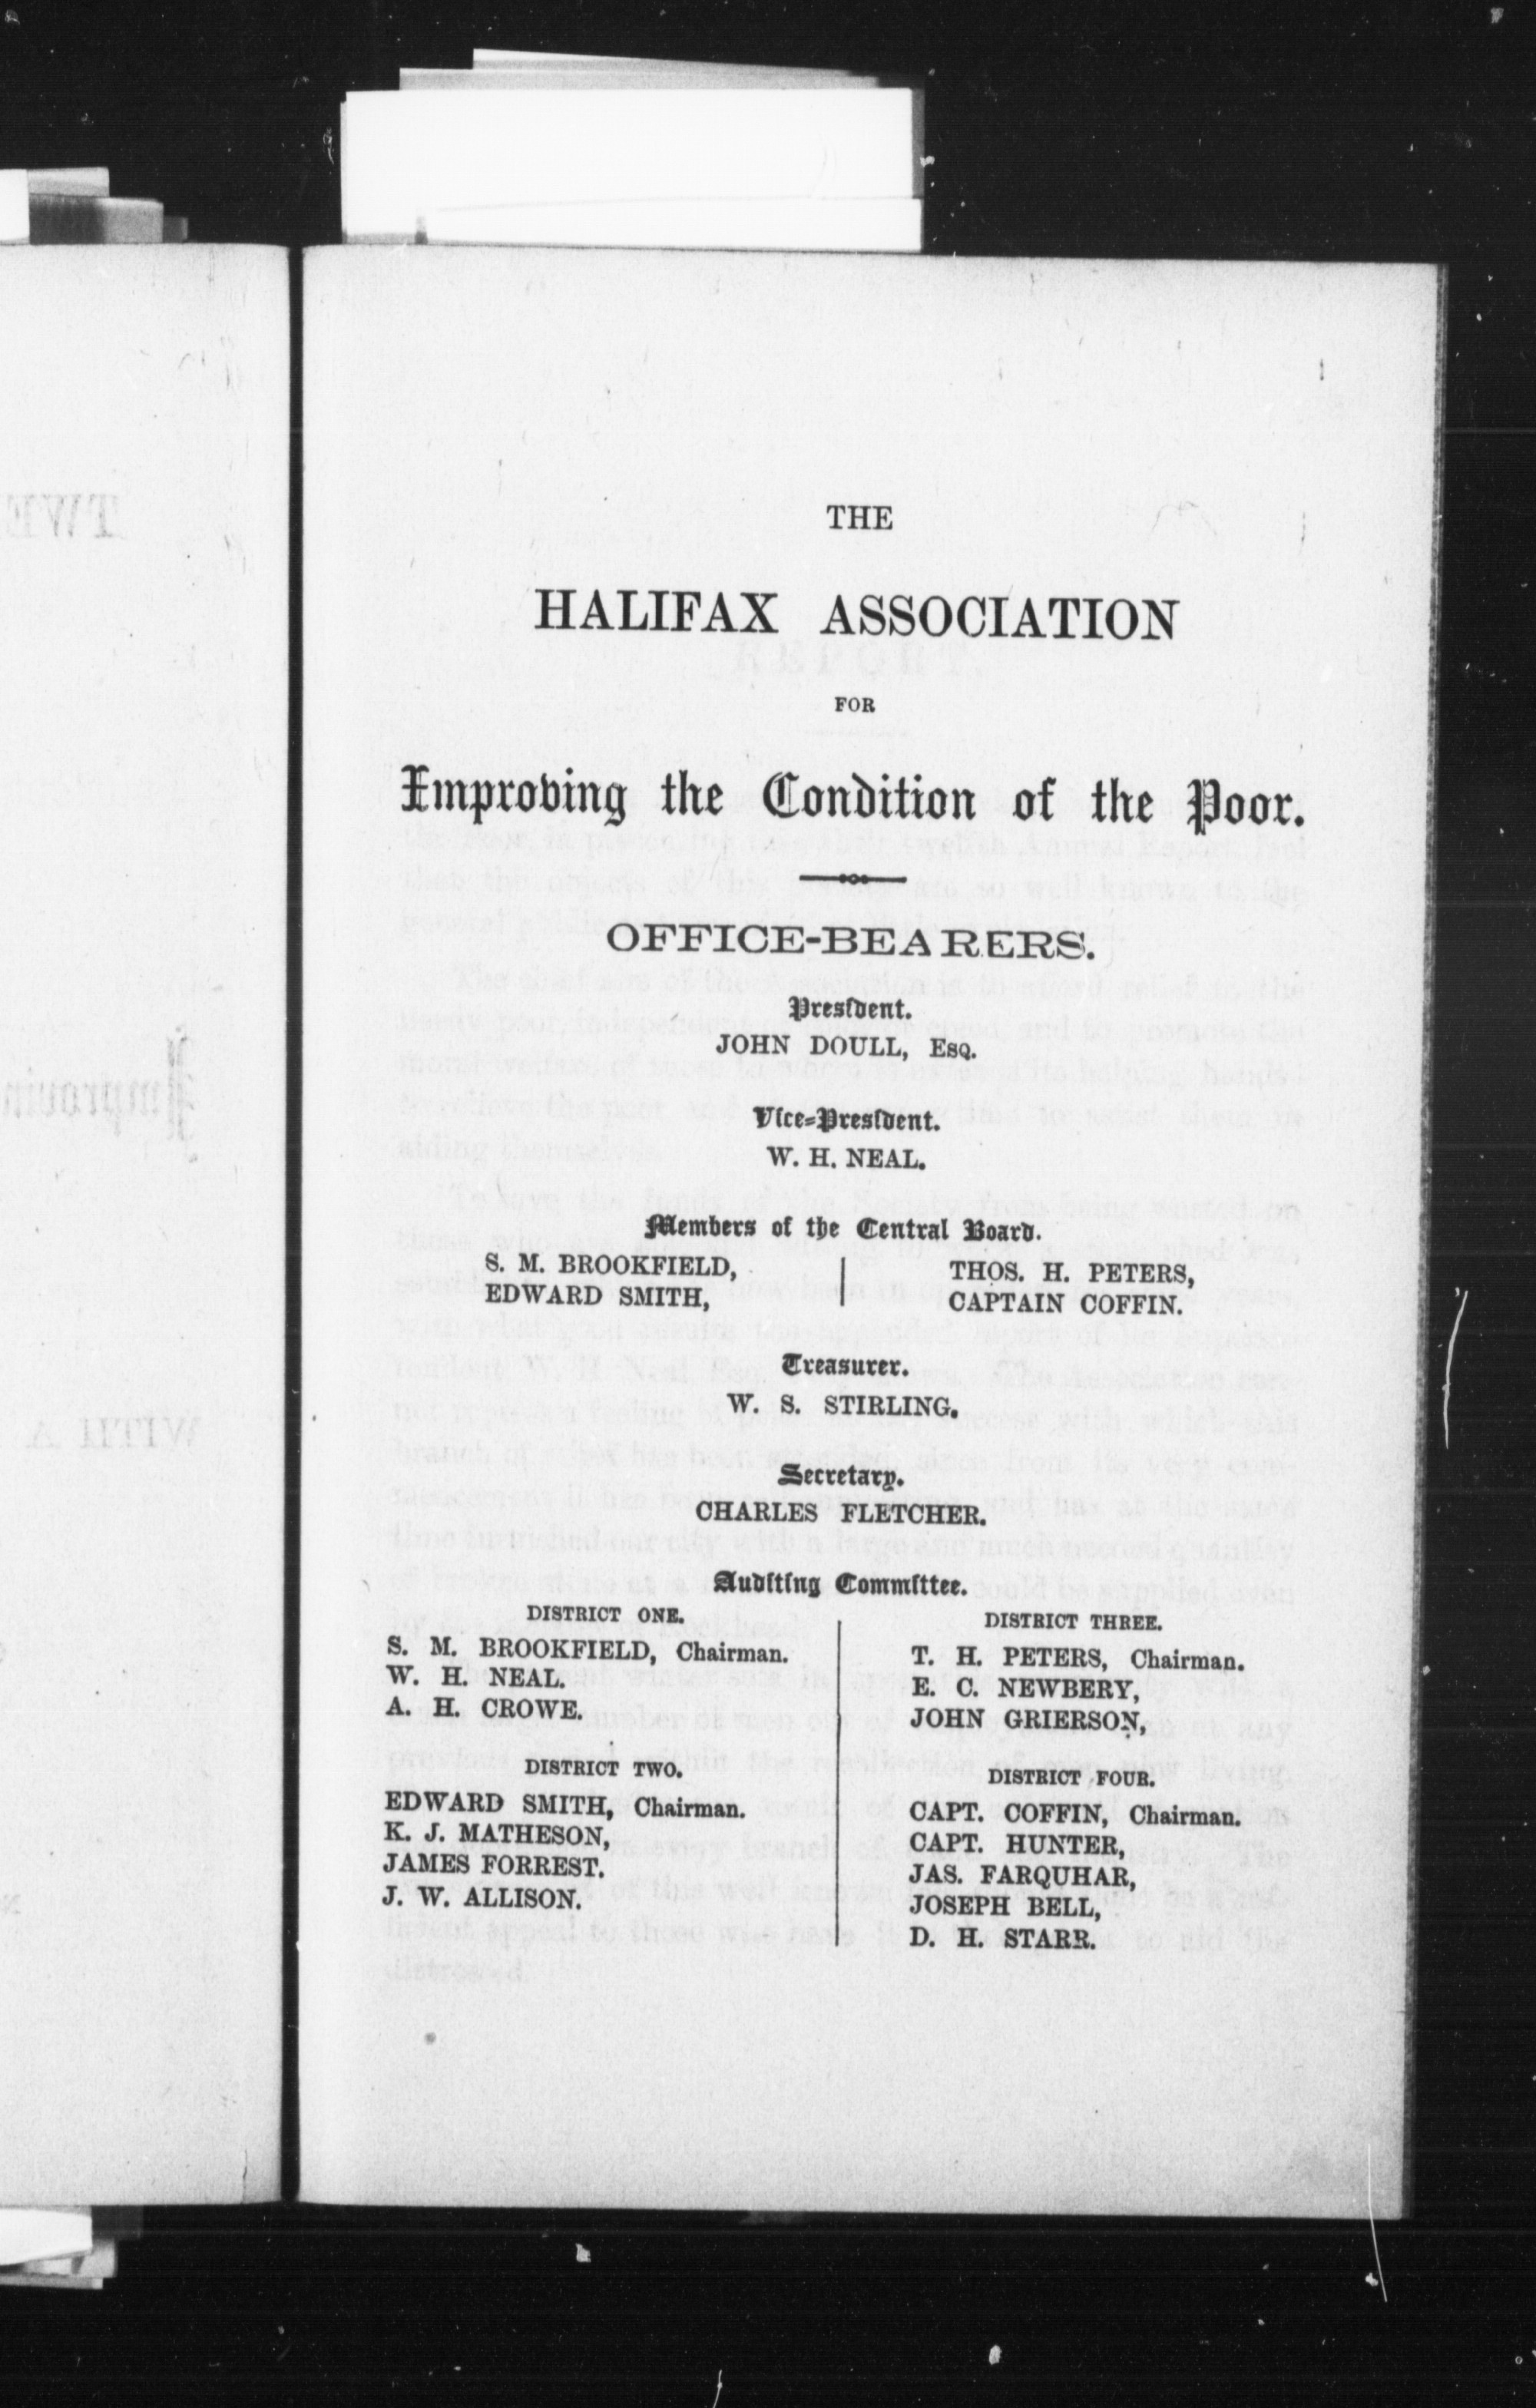 THE
HALIFAX ASSOCIATION
FOR
Improving the Condition of the Poor.
OFFICE-BEARERS.
President.
JOHN DOULL, Esq.
Vice-President.
W. H. NEAL.
Members of the Central Board.
S. M. BROOKFIELD,
EDWARD SMITH,
THOS. H. PETERS,
CAPTAIN COFFIN.
Treasurer.
W. S. STIRLING.
Secretary.
CHARLES FLETCHER.
Auditing Committee.
DISTRICT ONE.
S. M. BROOKFIELD, Chairman.
W. H. NEAL.
A. H. CROWE.
DISTRICT TWO.
EDWARD SMITH, Chairman.
K. J. MATHESON,
JAMES FORREST.
J. W. ALLISON.
DISTRICT THREE.
T. H. PETERS, Chairman.
E. C. NEWBERY,
JOHN GRIERSON,
DISTRICT FOUR.
CAPT. COFFIN, Chairman.
CAPT. HUNTER,
JAS. FARQUHAR,
JOSEPH BELL,
D. H. STARR.